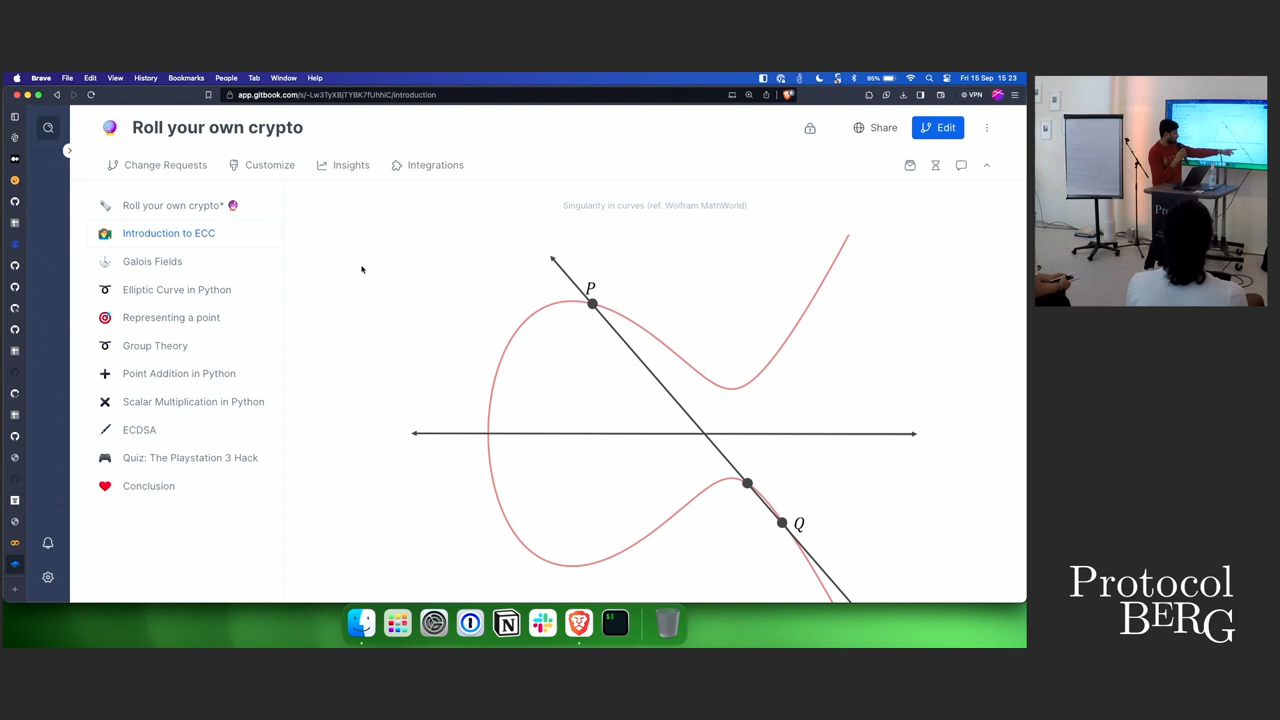 Brave File Edit View History Bookmarks People Tab Window Help
95% Fri 15 Sep 15 23
app.gitbook.com/s/-Lw3TyXBjTYBK7fUhhiC/introduction
VPN
Roll your own crypto
Share
Edit
Change Requests
Customize
Insights
Integrations
Roll your own crypto*
Introduction to ECC
Galois Fields
Elliptic Curve in Python
Representing a point
Group Theory
Point Addition in Python
Scalar Multiplication in Python
ECDSA
Quiz: The Playstation 3 Hack
Conclusion
Singularity in curves (ref. Wolfram MathWorld)
P
Q
Protocol
BERG